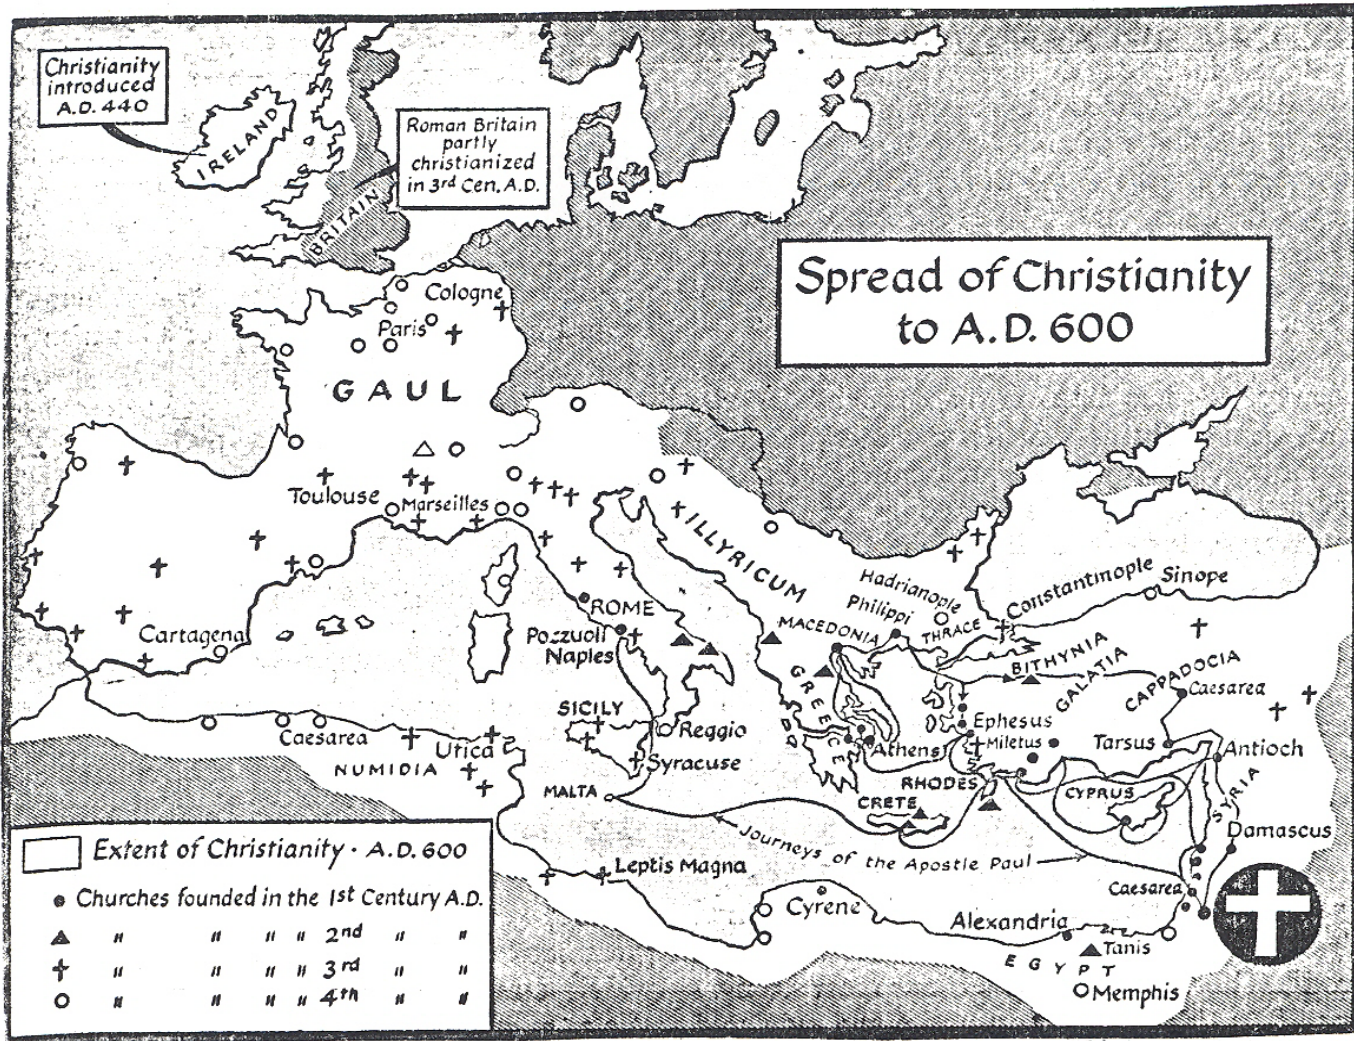 Christianity
introduced
A.D. 440
IRELAND
Roman Britain
partly
christianized
in 3rd Cen. A.D.
BRITAIN
Spread of Christianity
to A.D. 600
Cologne
Paris
GAUL
Toulouse
Marseilles
ILLYRICUM
Hadrianople
Philippi
Constantinople
Sinope
ROME
MACEDONIA
THRACE
Pozzuoli
Naples
Cartagena
BITHYNIA
GALATIA
CAPPADOCIA
Caesarea
GREECE
SICILY
Reggio
Caesarea
Utica
NUMIDIA
Syracuse
Athens
Ephesus
Miletus
Tarsus
Antioch
MALTA
RHODES
CRETE
CYPRUS
SYRIA
Damascus
Journeys of the Apostle Paul
Leptis Magna
Caesarea
Cyrene
Alexandria
Tanis
EGYPT
Memphis
Extent of Christianity · A.D. 600
Churches founded in the 1st Century A.D.
" " " " 2nd " "
" " " " 3rd " "
" " " " 4th " "